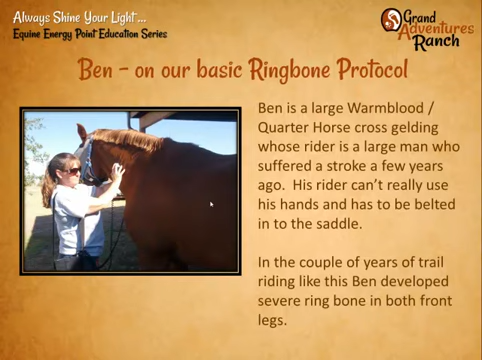 Always Shine Your Light...
Equine Energy Point Education Series
Grand
Adventures
Ranch
Ben - on our basic Ringbone Protocol
Ben is a large Warmblood /
Quarter Horse cross gelding
whose rider is a large man who
suffered a stroke a few years
ago. His rider can't really use
his hands and has to be belted
in to the saddle.
In the couple of years of trail
riding like this Ben developed
severe ring bone in both front
legs.